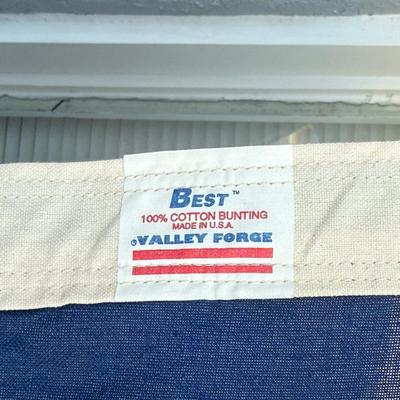 BEST™
100% COTTON BUNTING
MADE IN U.S.A.
®VALLEY FORGE